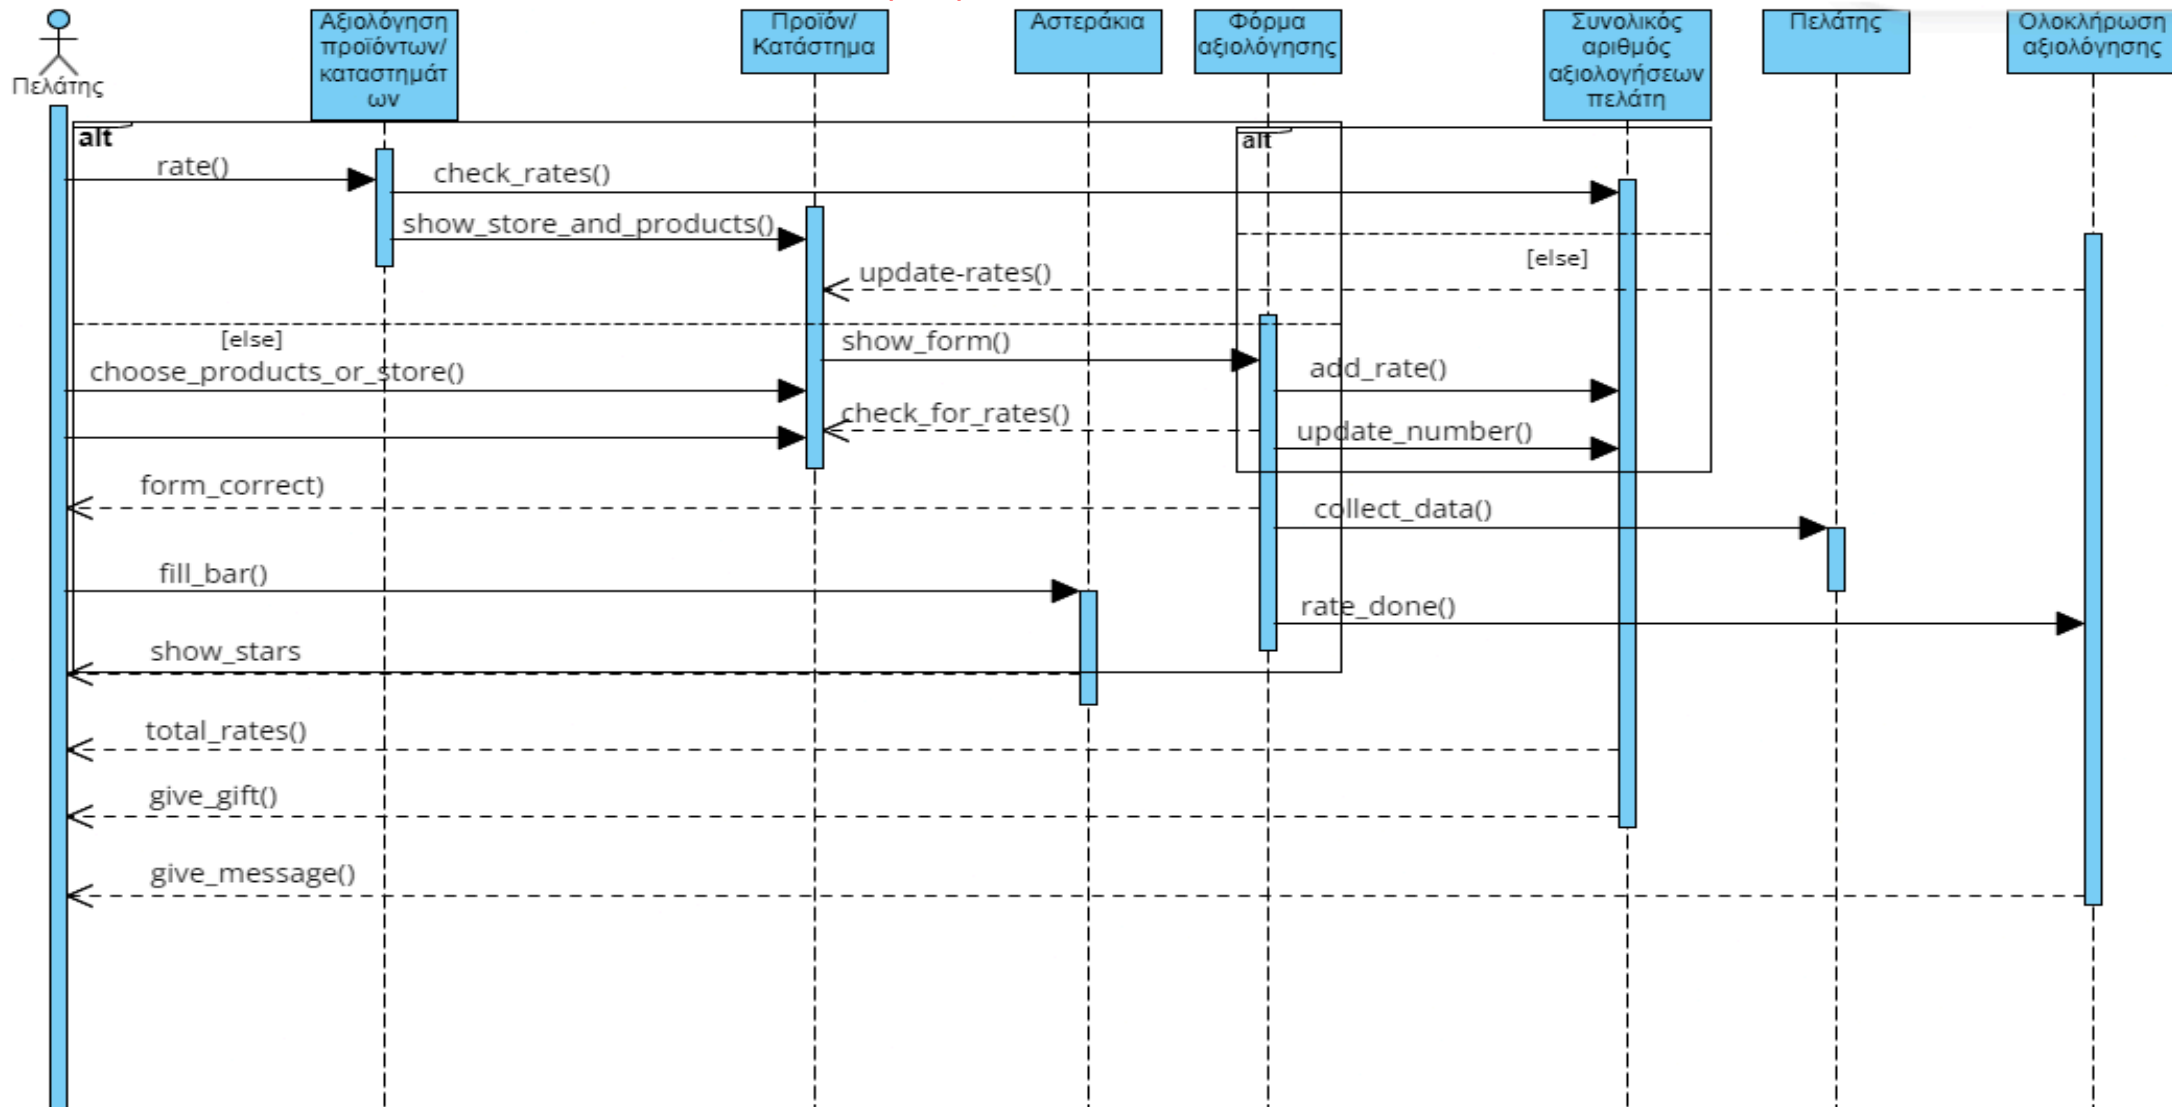 Πελάτης
Αξιολόγηση
προϊόντων/
καταστημάτ
ων
Προϊόν/
Κατάστημα
Αστεράκια
Φόρμα
αξιολόγησης
Συνολικός
αριθμός
αξιολογήσεων
πελάτη
Πελάτης
Ολοκλήρωση
αξιολόγησης
alt
alt
rate()
check_rates()
show_store_and_products()
[else]
update-rates()
[else]
show_form()
choose_products_or_store()
add_rate()
check_for_rates()
update_number()
form_correct)
collect_data()
fill_bar()
rate_done()
show_stars
total_rates()
give_gift()
give_message()